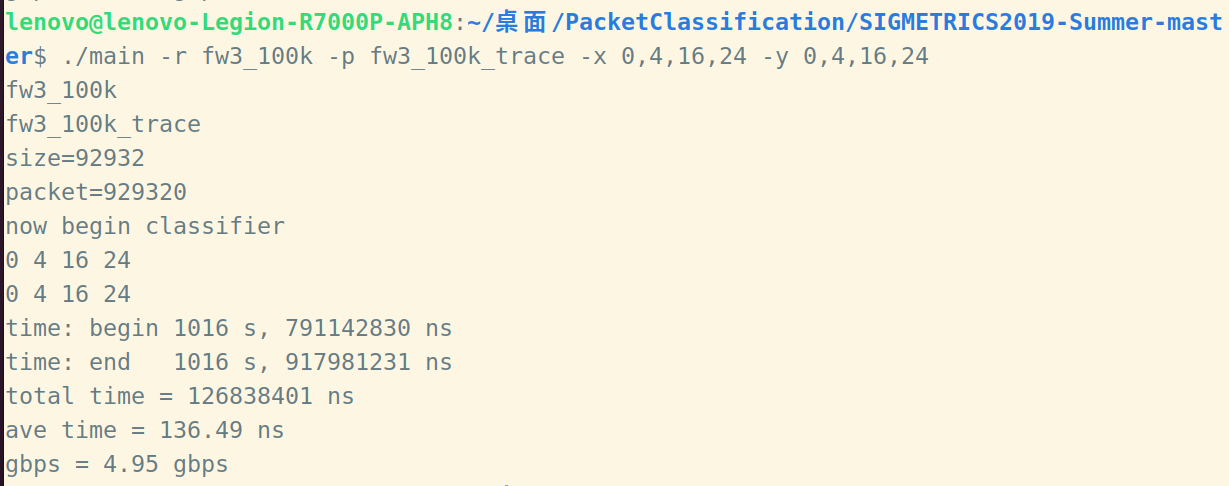 lenovo@lenovo-Legion-R7000P-APH8:~/桌面/PacketClassification/SIGMETRICS2019-Summer-mast
er$ ./main -r fw3_100k -p fw3_100k_trace -x 0,4,16,24 -y 0,4,16,24
fw3_100k
fw3_100k_trace
size=92932
packet=929320
now begin classifier
0 4 16 24
0 4 16 24
time: begin 1016 s, 791142830 ns
time: end   1016 s, 917981231 ns
total time = 126838401 ns
ave time = 136.49 ns
gbps = 4.95 gbps